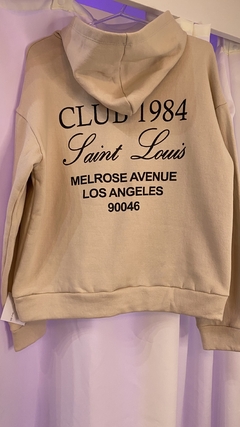 CLUB 1984
Saint Louis
MELROSE AVENUE
LOS ANGELES
90046